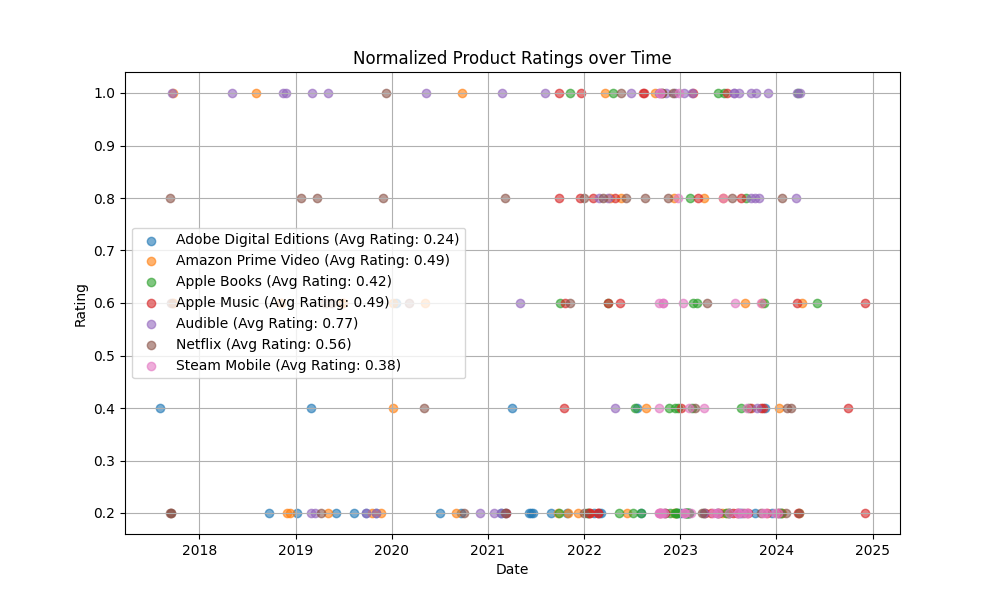 Normalized Product Ratings over Time
1.0
0.9
0.8
0.7
0.6
0.5
0.4
0.3
0.2
Rating
Adobe Digital Editions (Avg Rating: 0.24)
Amazon Prime Video (Avg Rating: 0.49)
Apple Books (Avg Rating: 0.42)
Apple Music (Avg Rating: 0.49)
Audible (Avg Rating: 0.77)
Netflix (Avg Rating: 0.56)
Steam Mobile (Avg Rating: 0.38)
2018 2019 2020 2021 2022 2023 2024 2025
Date